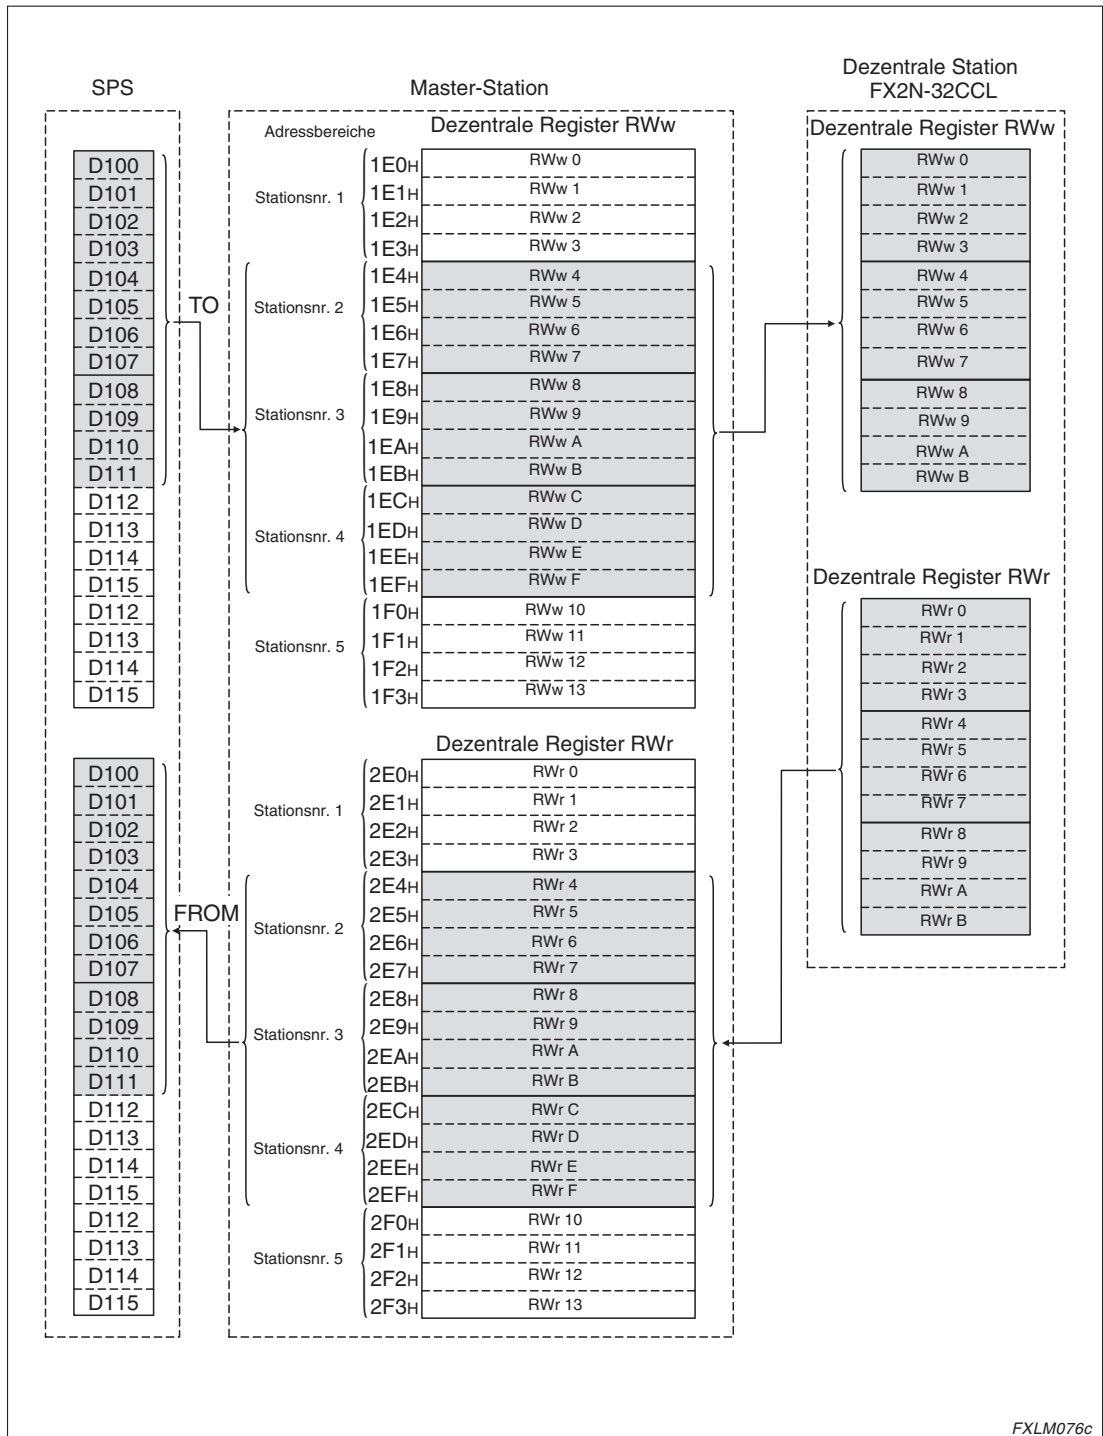 SPS
Master-Station
Dezentrale Station
FX2N-32CCL
Adressbereiche
Dezentrale Register RWw
Dezentrale Register RWw
D100
D101
D102
D103
D104
D105
D106
D107
D108
D109
D110
D111
D112
D113
D114
D115
D112
D113
D114
D115
TO
Stationsnr. 1
Stationsnr. 2
Stationsnr. 3
Stationsnr. 4
Stationsnr. 5
1E0H RWw 0
1E1H RWw 1
1E2H RWw 2
1E3H RWw 3
1E4H RWw 4
1E5H RWw 5
1E6H RWw 6
1E7H RWw 7
1E8H RWw 8
1E9H RWw 9
1EAH RWw A
1EBH RWw B
1ECH RWw C
1EDH RWw D
1EEH RWw E
1EFH RWw F
1F0H RWw 10
1F1H RWw 11
1F2H RWw 12
1F3H RWw 13
RWw 0
RWw 1
RWw 2
RWw 3
RWw 4
RWw 5
RWw 6
RWw 7
RWw 8
RWw 9
RWw A
RWw B
Dezentrale Register RWr
RWr 0
RWr 1
RWr 2
RWr 3
RWr 4
RWr 5
RWr 6
RWr 7
RWr 8
RWr 9
RWr A
RWr B
Dezentrale Register RWr
D100
D101
D102
D103
D104
D105
D106
D107
D108
D109
D110
D111
D112
D113
D114
D115
D112
D113
D114
D115
FROM
Stationsnr. 1
Stationsnr. 2
Stationsnr. 3
Stationsnr. 4
Stationsnr. 5
2E0H RWr 0
2E1H RWr 1
2E2H RWr 2
2E3H RWr 3
2E4H RWr 4
2E5H RWr 5
2E6H RWr 6
2E7H RWr 7
2E8H RWr 8
2E9H RWr 9
2EAH RWr A
2EBH RWr B
2ECH RWr C
2EDH RWr D
2EEH RWr E
2EFH RWr F
2F0H RWr 10
2F1H RWr 11
2F2H RWr 12
2F3H RWr 13
FXLM076c